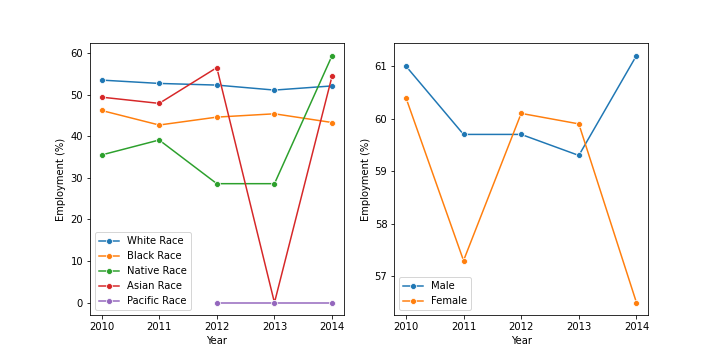 60
50
40
30
20
10
0
Employment (%)
White Race
Black Race
Native Race
Asian Race
Pacific Race
2010 2011 2012 2013 2014
Year
61
60
59
58
57
Employment (%)
Male
Female
2010 2011 2012 2013 2014
Year